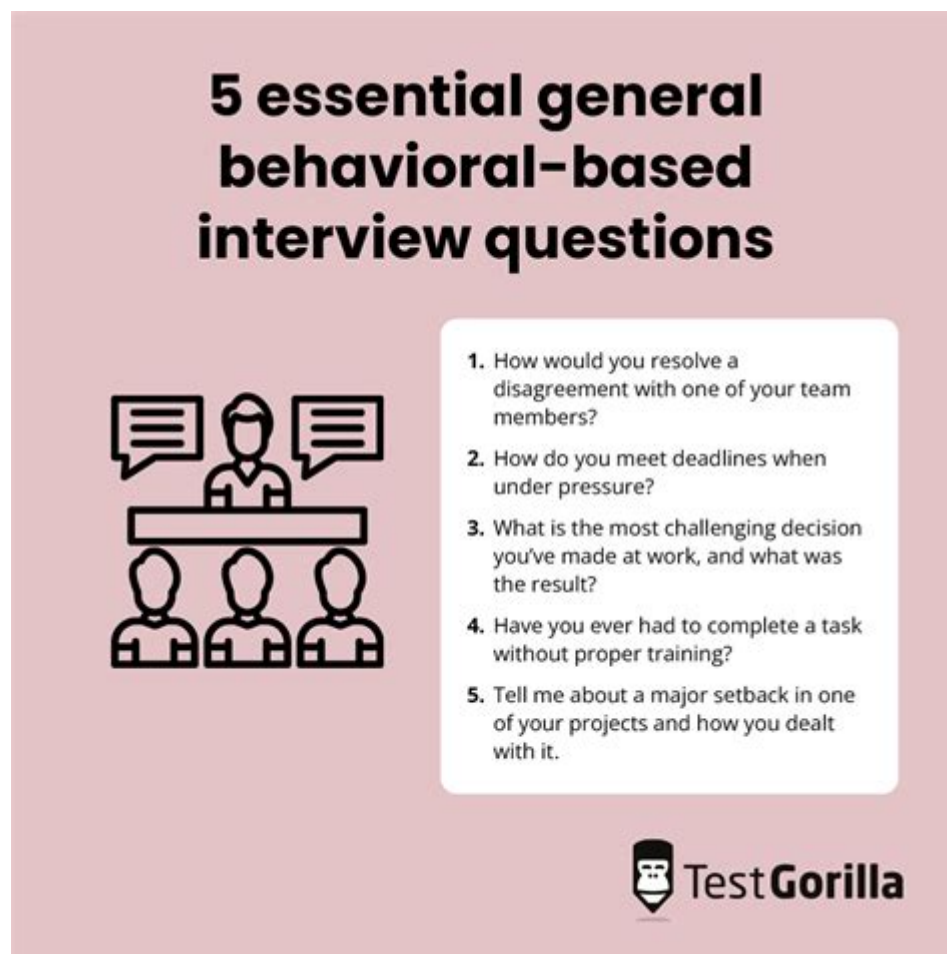 5 essential general
behavioral-based
interview questions
1. How would you resolve a
disagreement with one of your team
members?
2. How do you meet deadlines when
under pressure?
3. What is the most challenging decision
you've made at work, and what was
the result?
4. Have you ever had to complete a task
without proper training?
5. Tell me about a major setback in one
of your projects and how you dealt
with it.
TestGorilla